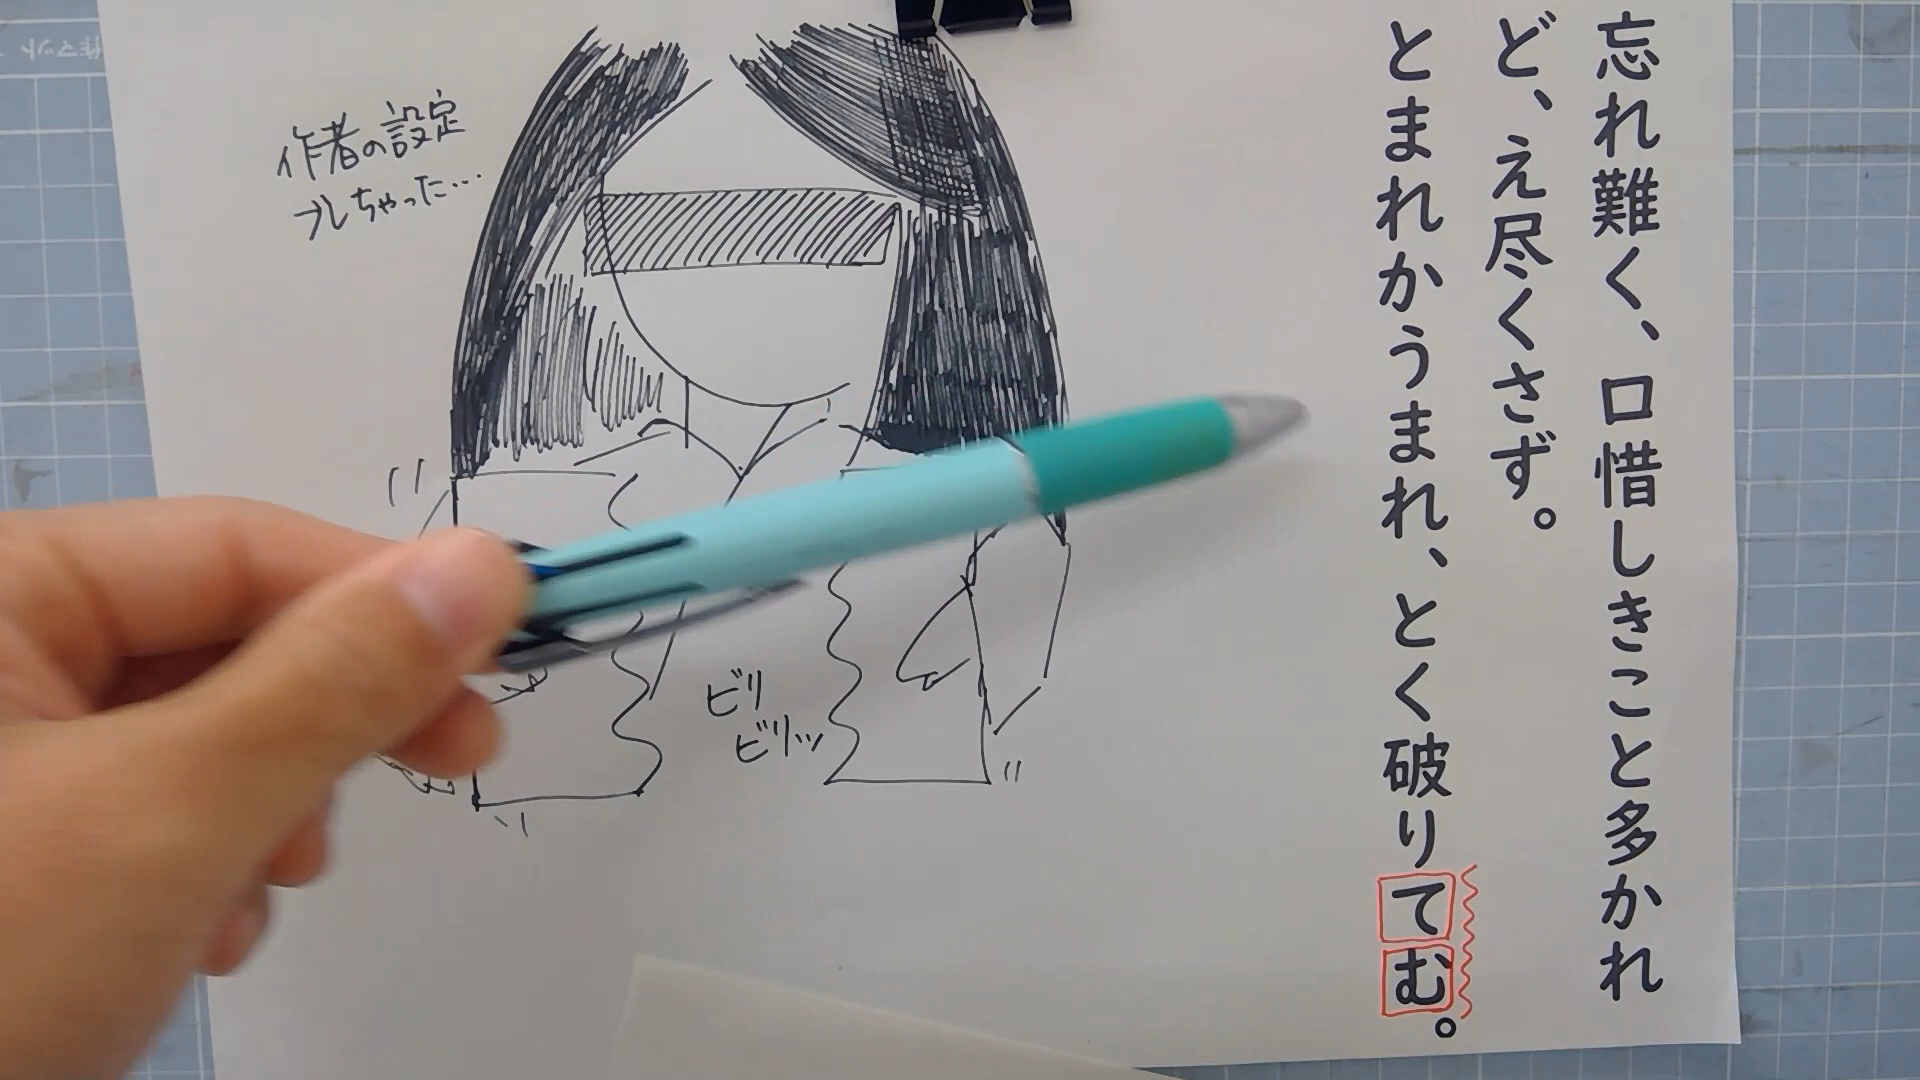 忘れ難く、口惜しきこと多かれ
ど、え尽くさず。
とまれかうまれ、とく破りてむ。
作者の設定
ブレちゃった…
ビリ
ビリッ